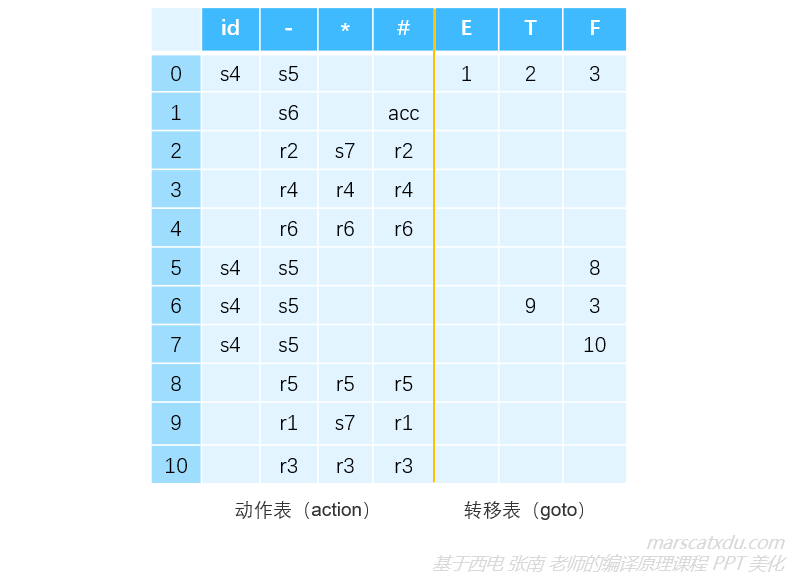 id - * # E T F
0 s4 s5 1 2 3
1 s6 acc
2 r2 s7 r2
3 r4 r4 r4
4 r6 r6 r6
5 s4 s5 8
6 s4 s5 9 3
7 s4 s5 10
8 r5 r5 r5
9 r1 s7 r1
10 r3 r3 r3
动作表（action） 转移表（goto）
marscatxdu.com
基于西电 张南 老师的编译原理课程 PPT 美化